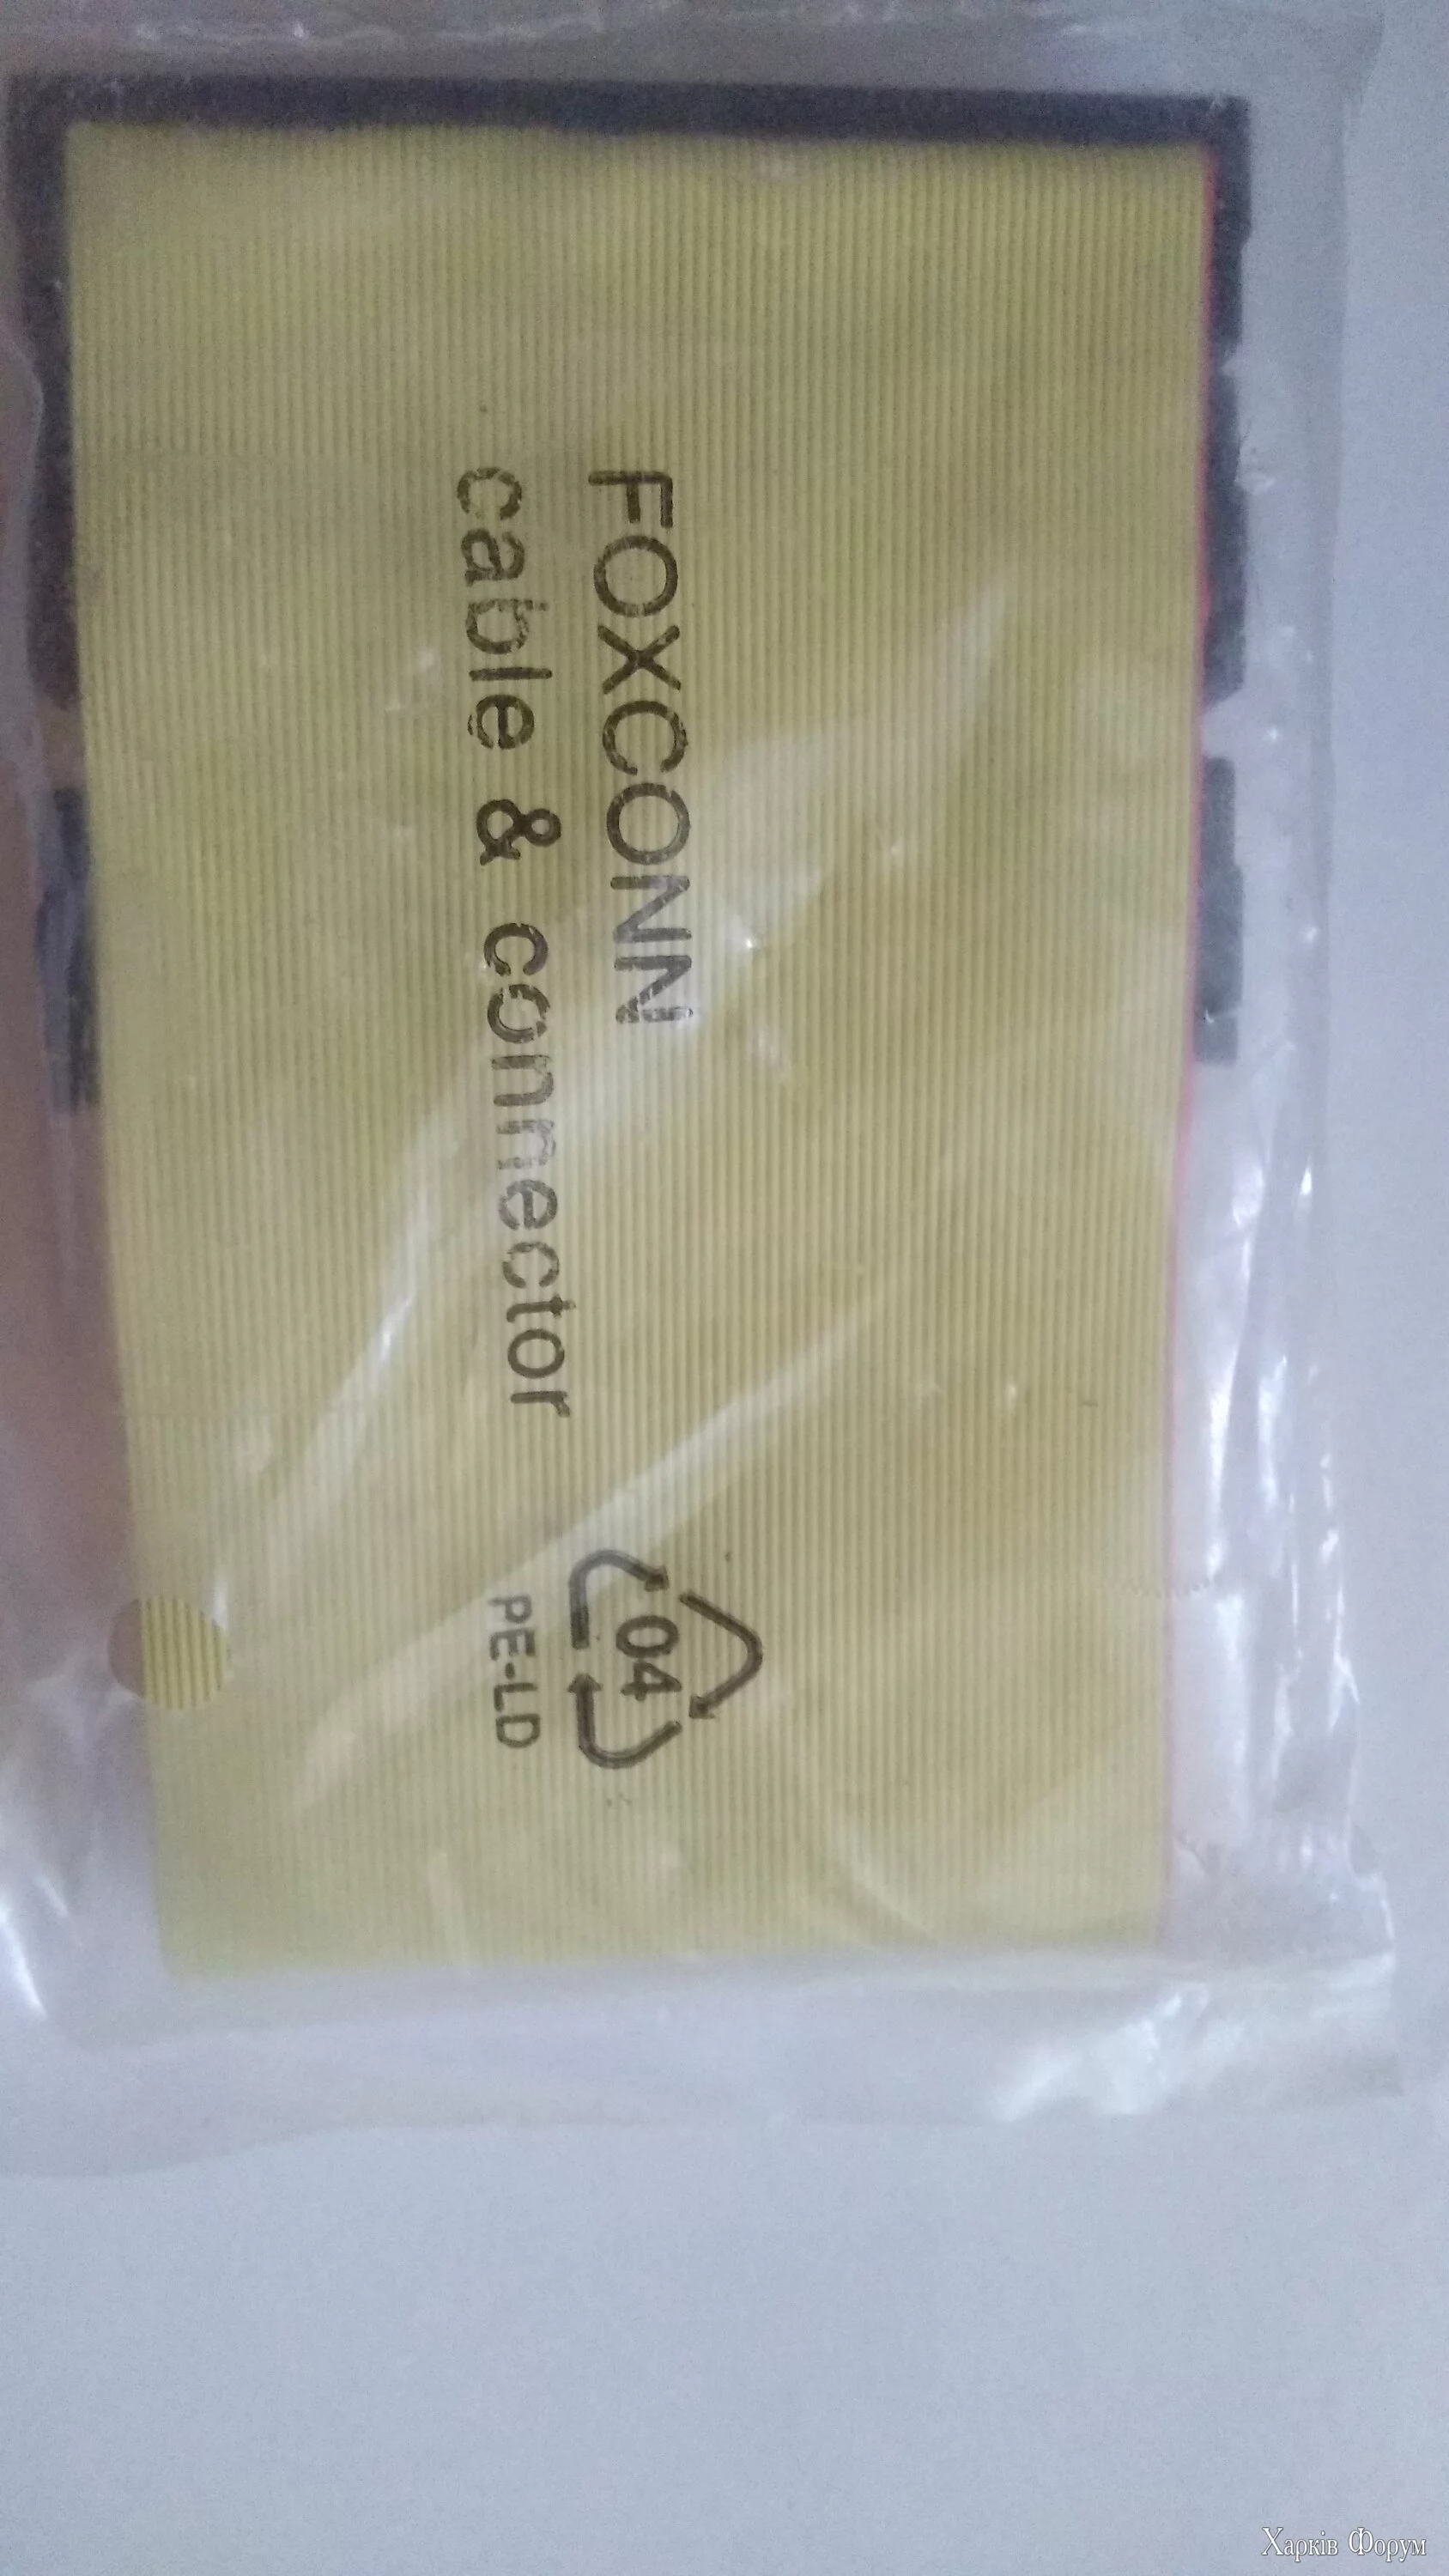 FOXCONN
cable & connector
04
PE-LD
Харків Форум